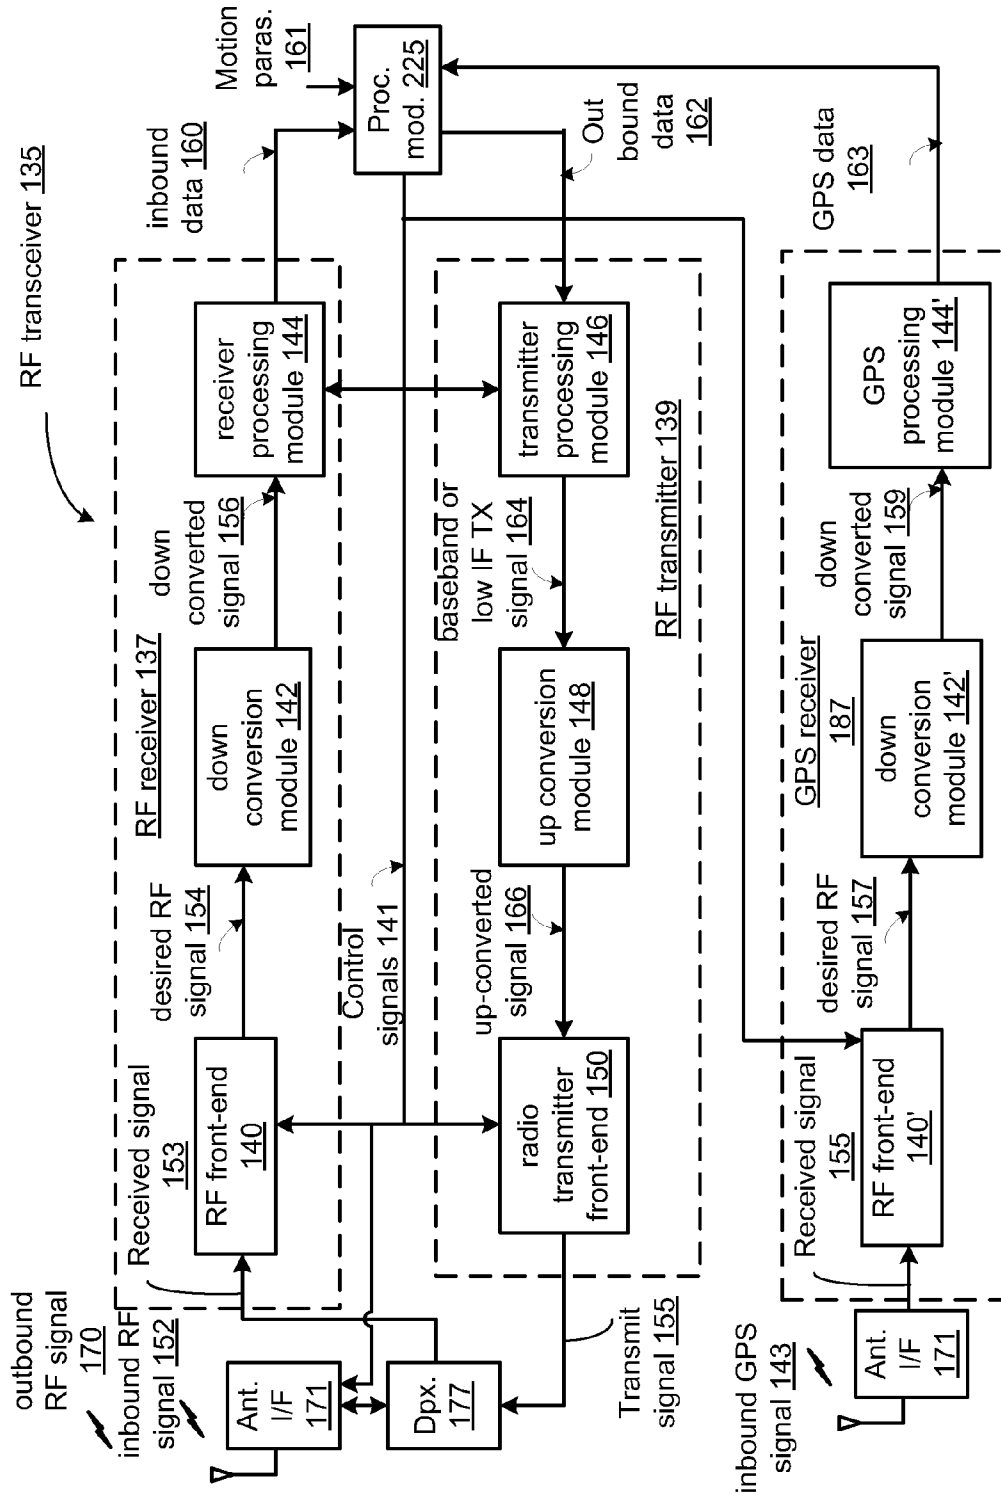 RF transceiver 135
outbound
RF signal
170
inbound RF
signal 152
Ant.
I/F
171
Dpx.
177
Received signal
153
RF receiver 137
RF front-end
140
desired RF
signal 154
down
conversion
module 142
down
converted
signal 156
receiver
processing
module 144
inbound
data 160
Motion
paras.
161
Proc.
mod. 225
Control
signals 141
Transmit
signal 155
radio
transmitter
front-end 150
up-converted
signal 166
up conversion
module 148
baseband or
low IF TX
signal 164
transmitter
processing
module 146
Out
bound
data
162
RF transmitter 139
inbound GPS
signal 143
Ant.
I/F
171
Received signal
155
RF front-end
140'
desired RF
signal 157
GPS receiver
187
down
conversion
module 142'
down
converted
signal 159
GPS
processing
module 144'
GPS data
163